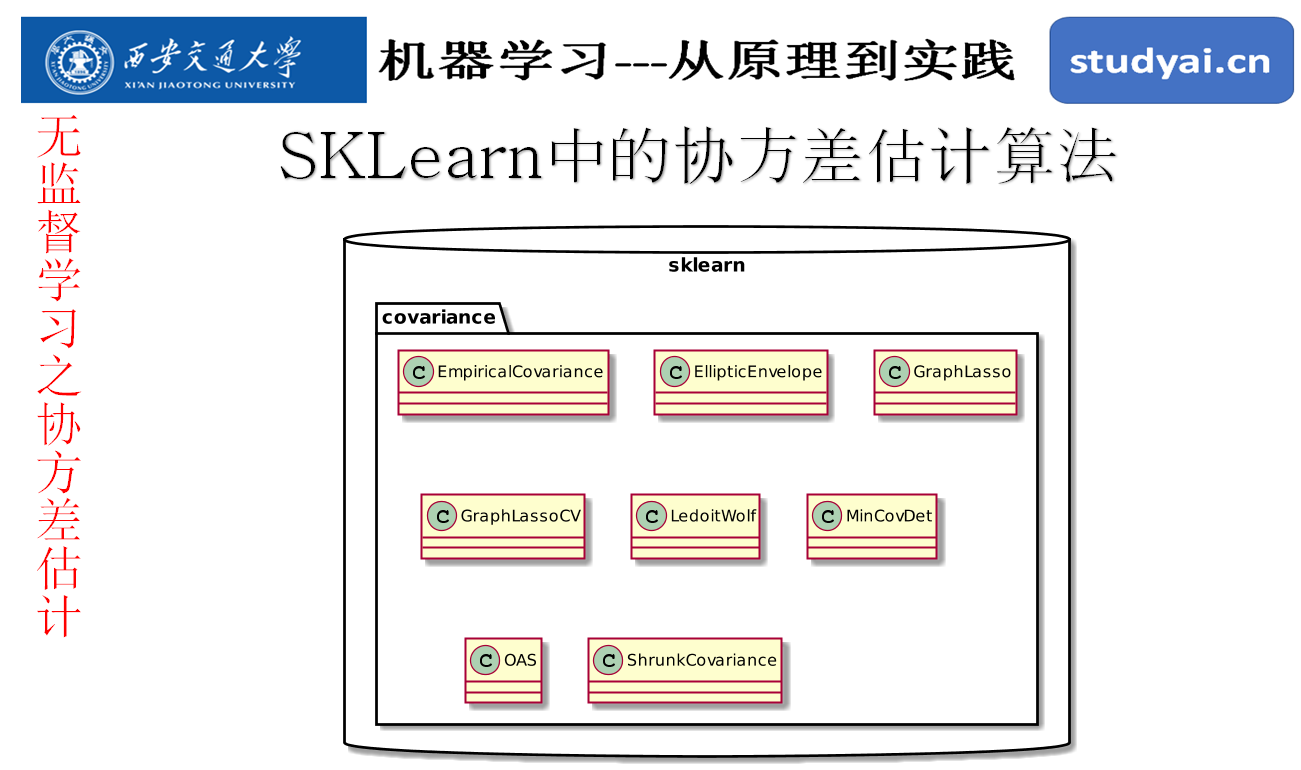 西安交通大学
XI'AN JIAOTONG UNIVERSITY
机器学习---从原理到实践
studyai.cn
SKLearn中的协方差估计算法
无监督学习之协方差估计
sklearn
covariance
C EmpiricalCovariance
C EllipticEnvelope
C GraphLasso
C GraphLassoCV
C LedoitWolf
C MinCovDet
C OAS
C ShrunkCovariance